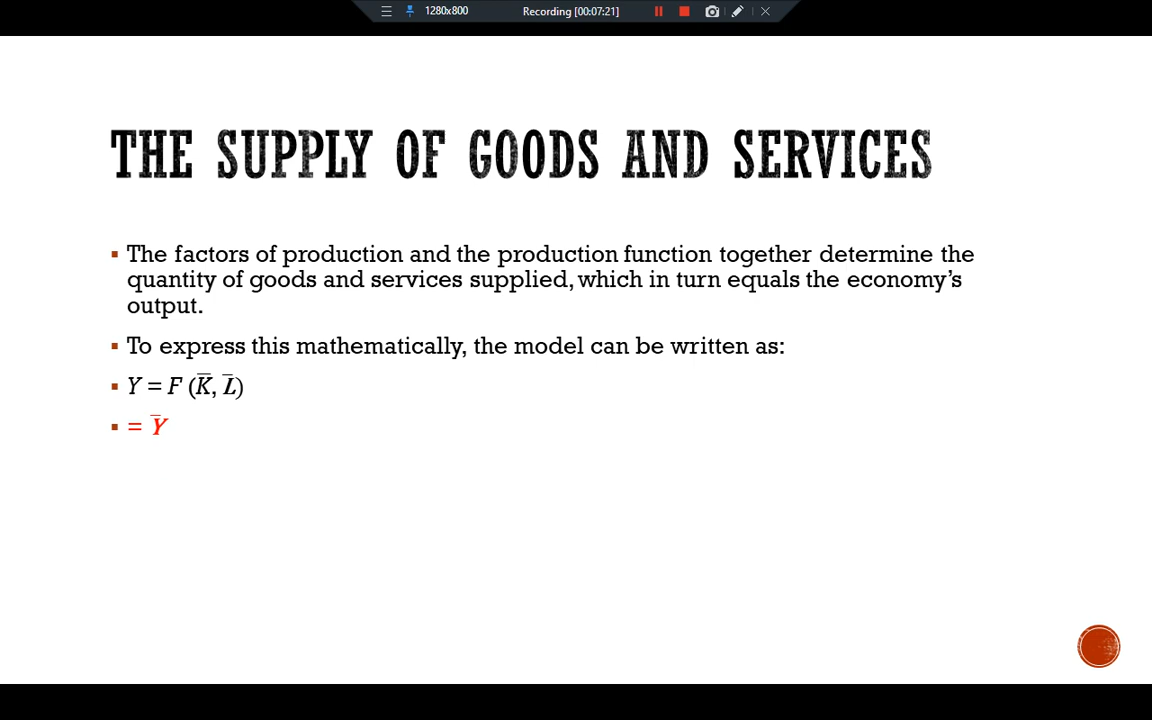 1280x800 Recording [00:07:21]
THE SUPPLY OF GOODS AND SERVICES
▪ The factors of production and the production function together determine the
quantity of goods and services supplied, which in turn equals the economy’s
output.
▪ To express this mathematically, the model can be written as:
▪ Y = F (K̅, L̅)
▪ = Y̅